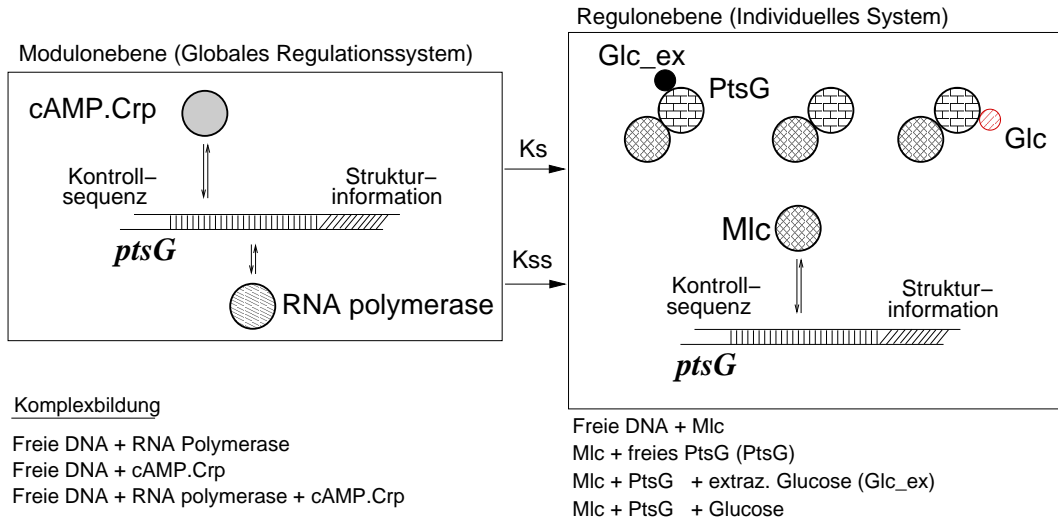 Modulonebene (Globales Regulationssystem)
cAMP.Crp
Kontroll–
sequenz
Struktur–
information
ptsG
RNA polymerase
Ks
Kss
Regulonebene (Individuelles System)
Glc_ex
PtsG
Glc
Mlc
Kontroll–
sequenz
Struktur–
information
ptsG
Komplexbildung
Freie DNA + RNA Polymerase
Freie DNA + cAMP.Crp
Freie DNA + RNA polymerase + cAMP.Crp
Freie DNA + Mlc
Mlc + freies PtsG (PtsG)
Mlc + PtsG + extraz. Glucose (Glc_ex)
Mlc + PtsG + Glucose